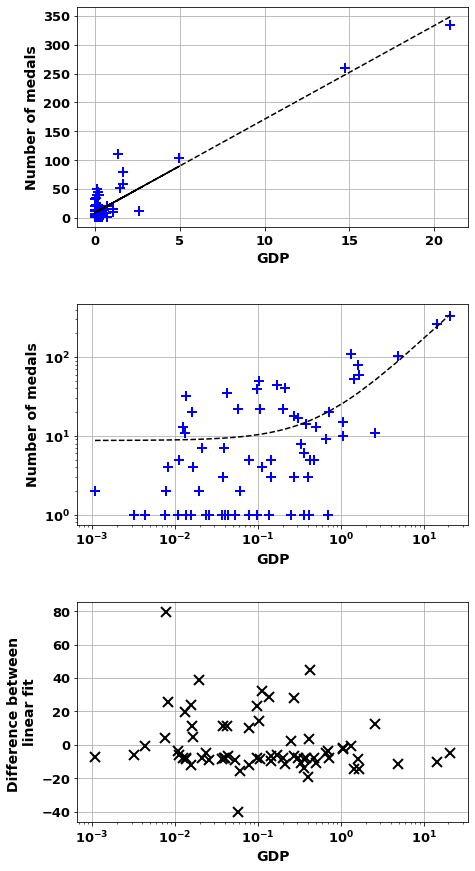 350
300
250
200
150
100
50
0
Number of medals
0 5 10 15 20
GDP
10²
10¹
10⁰
Number of medals
10⁻³ 10⁻² 10⁻¹ 10⁰ 10¹
GDP
80
60
40
20
0
−20
−40
Difference between
linear fit
10⁻³ 10⁻² 10⁻¹ 10⁰ 10¹
GDP